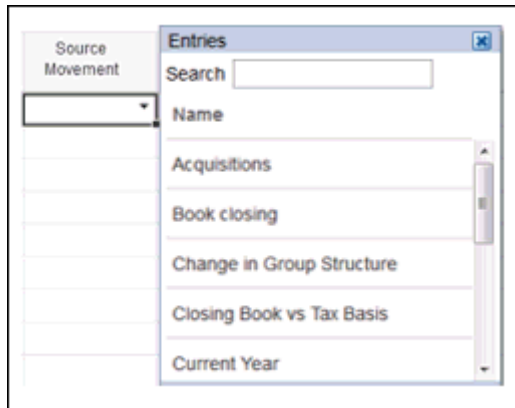 Source
Movement
Entries
Search
Name
Acquisitions
Book closing
Change in Group Structure
Closing Book vs Tax Basis
Current Year